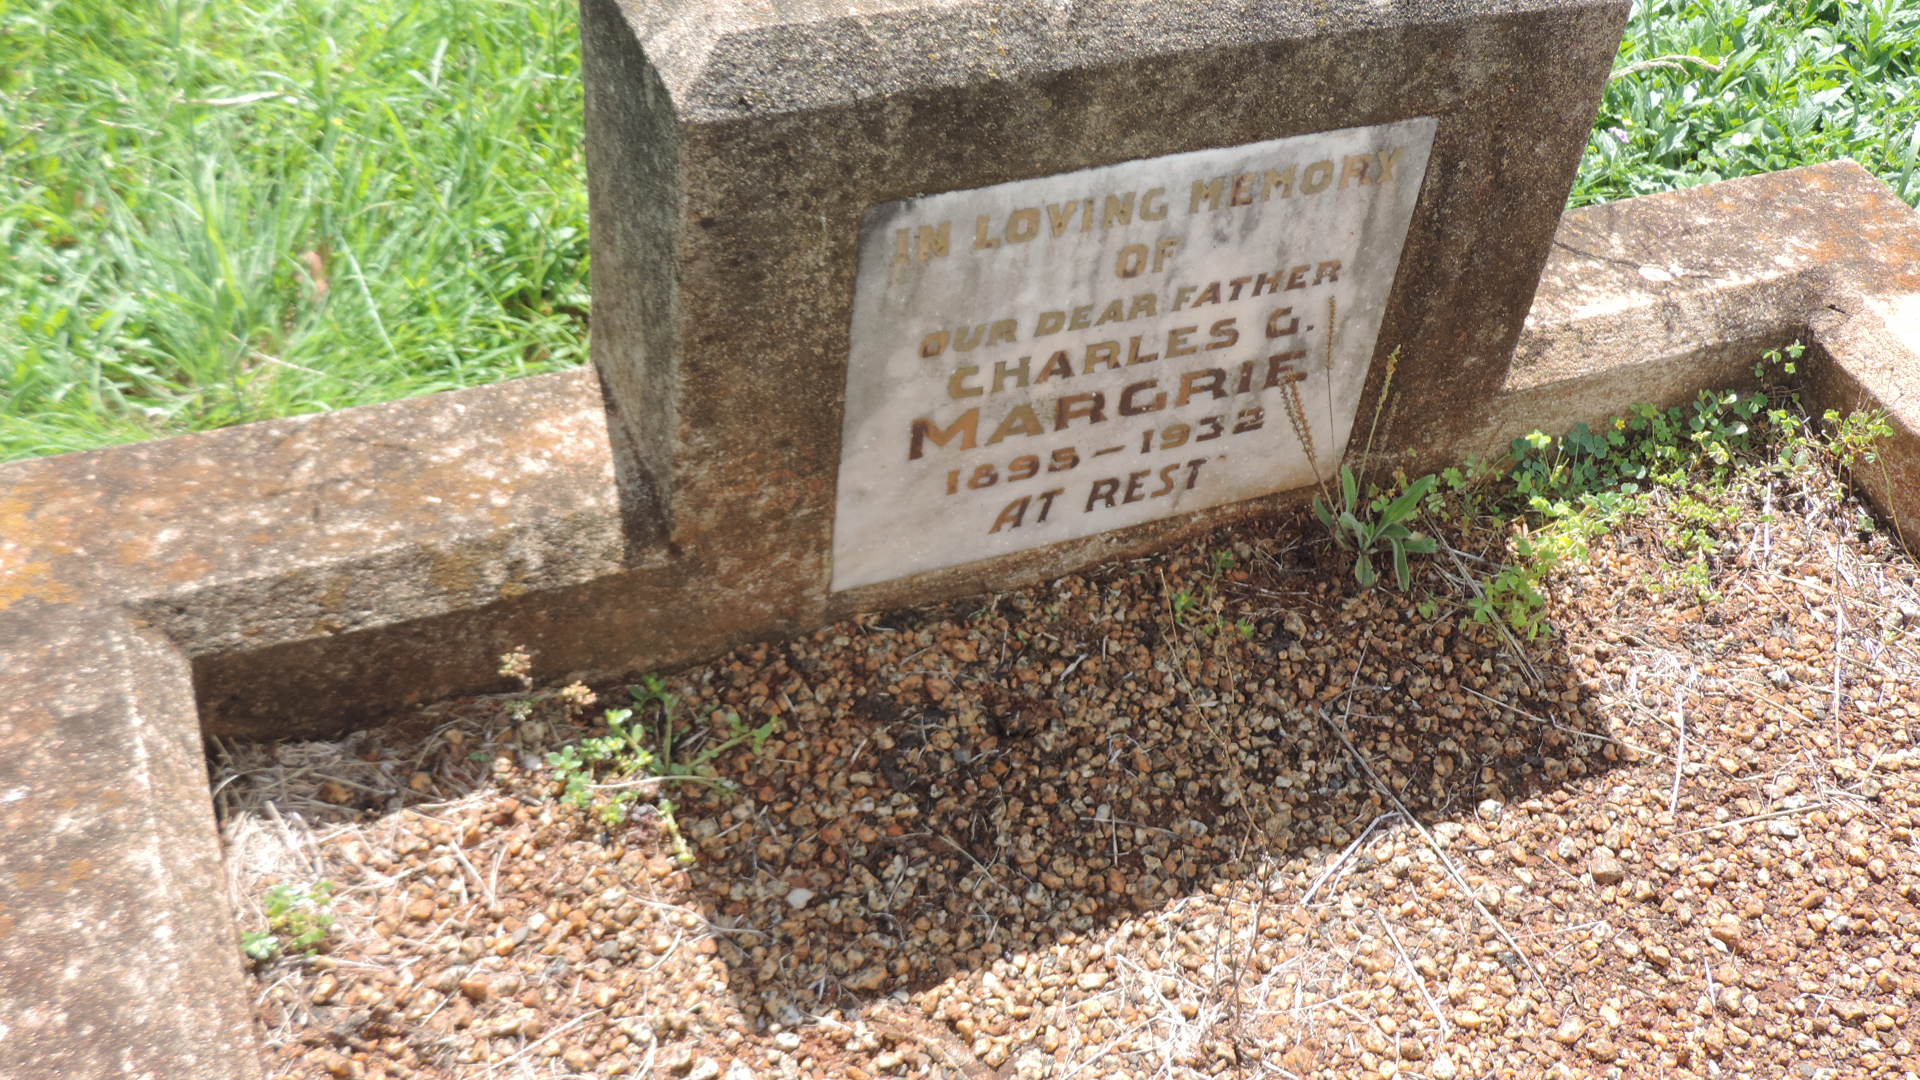 IN LOVING MEMORY
OF
OUR DEAR FATHER
CHARLES G.
MARGRIE
1895-1932
AT REST